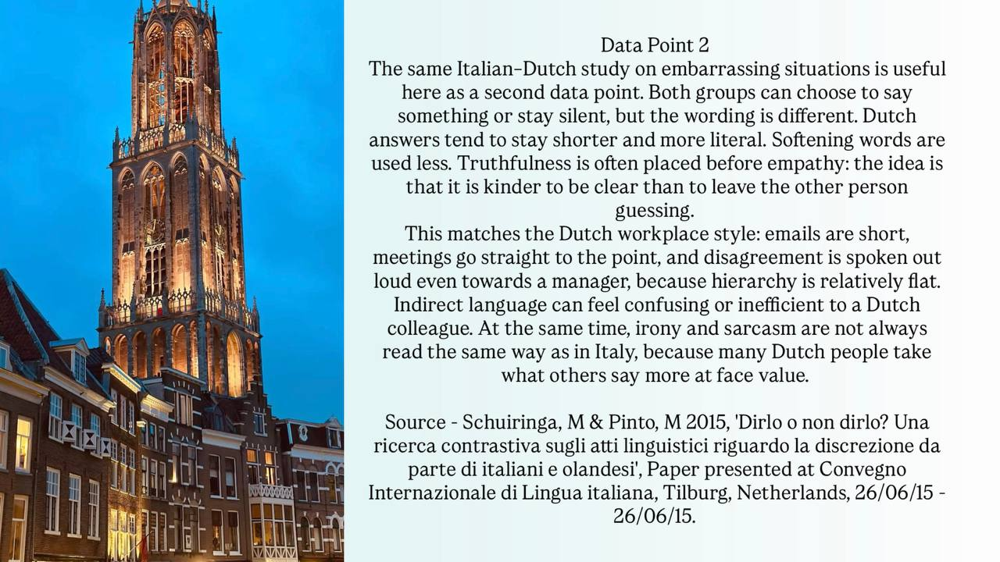 Data Point 2
The same Italian-Dutch study on embarrassing situations is useful
here as a second data point. Both groups can choose to say
something or stay silent, but the wording is different. Dutch
answers tend to stay shorter and more literal. Softening words are
used less. Truthfulness is often placed before empathy: the idea is
that it is kinder to be clear than to leave the other person
guessing.
This matches the Dutch workplace style: emails are short,
meetings go straight to the point, and disagreement is spoken out
loud even towards a manager, because hierarchy is relatively flat.
Indirect language can feel confusing or inefficient to a Dutch
colleague. At the same time, irony and sarcasm are not always
read the same way as in Italy, because many Dutch people take
what others say more at face value.
Source - Schuiringa, M & Pinto, M 2015, 'Dirlo o non dirlo? Una
ricerca contrastiva sugli atti linguistici riguardo la discrezione da
parte di italiani e olandesi', Paper presented at Convegno
Internazionale di Lingua italiana, Tilburg, Netherlands, 26/06/15 -
26/06/15.